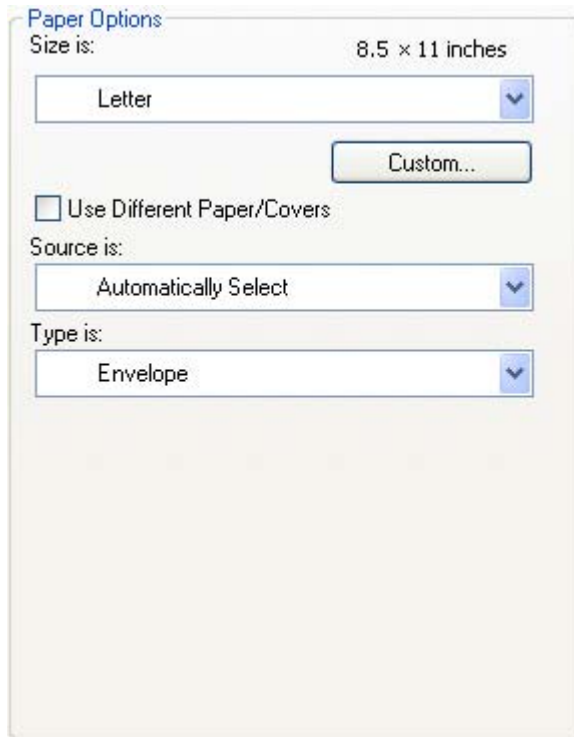 Paper Options
Size is: 8.5 × 11 inches
Letter
Custom...
Use Different Paper/Covers
Source is:
Automatically Select
Type is:
Envelope